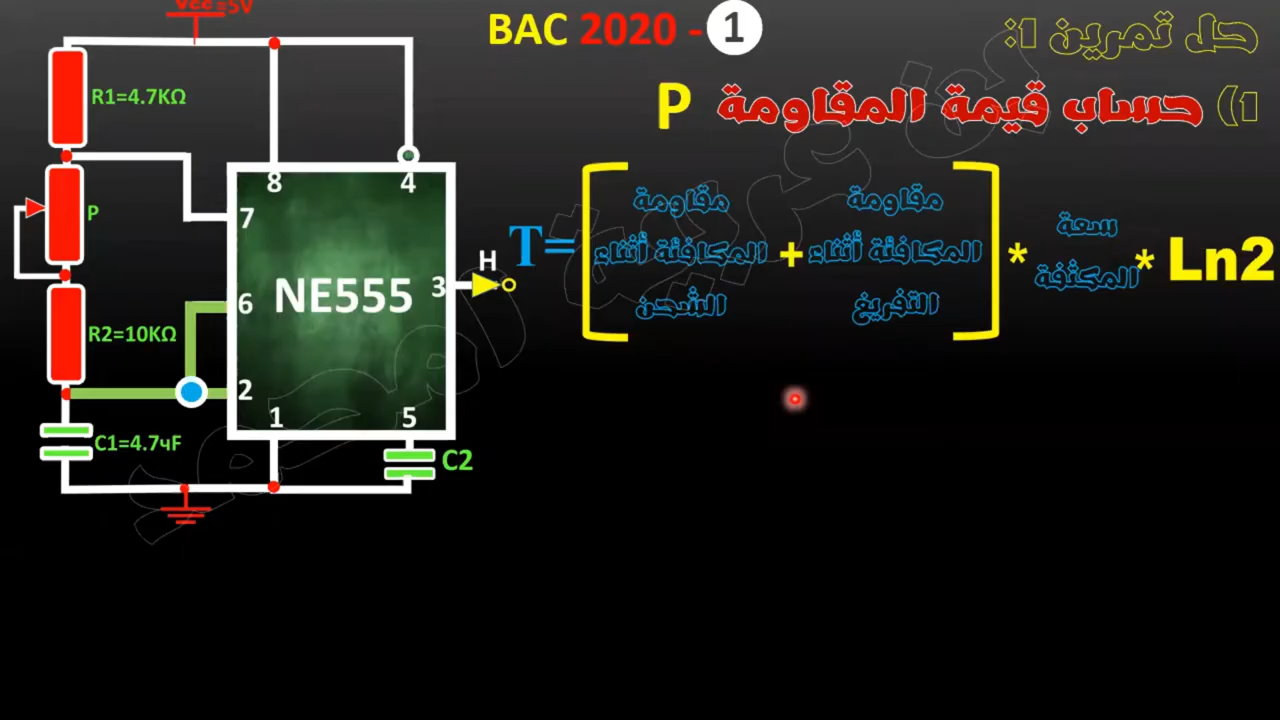 Vcc=5V
BAC 2020 - 1
حل تمرين 1:
1) حساب قيمة المقاومة P
R1=4.7KΩ
P
R2=10KΩ
C1=4.7чF
C2
8
4
7
6
NE555
3
H
2
1
5
T= [ مقاومة المكافئة أثناء الشحن + مقاومة المكافئة أثناء التفريغ ] * سعة المكثفة * Ln2